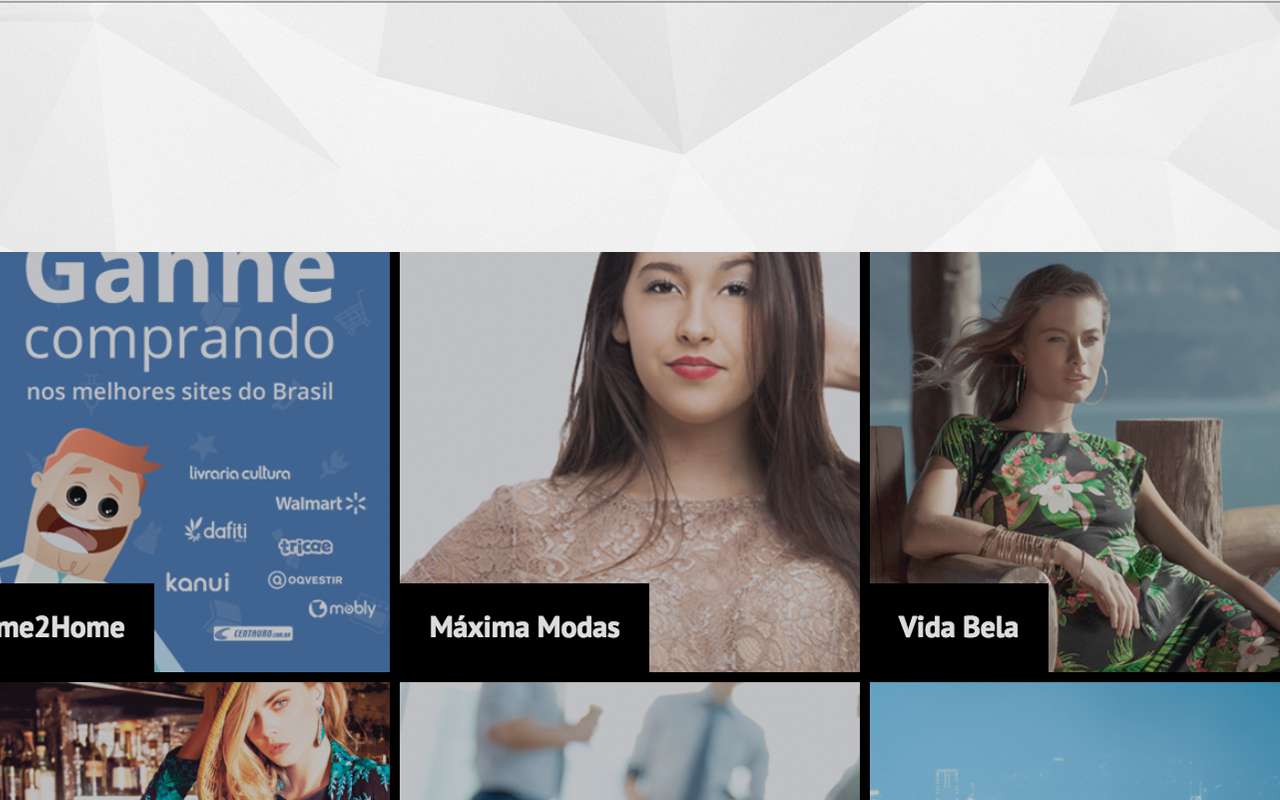 Ganhe
comprando
nos melhores sites do Brasil
livraria cultura
Walmart
dafiti
tricae
kanui
OQVESTIR
mobly
CENTAURO.COM.BR
me2Home
Máxima Modas
Vida Bela